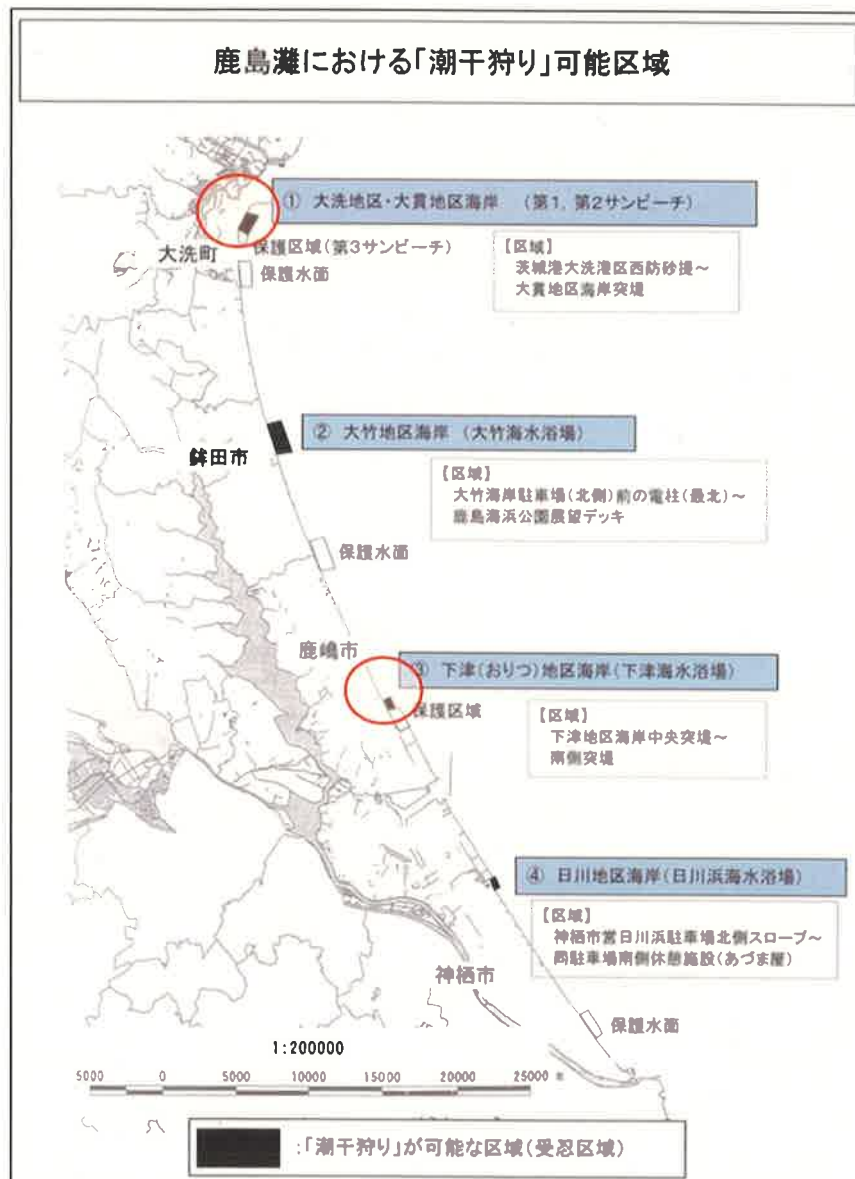 鹿島灘における「潮干狩り」可能区域
① 大洗地区・大貫地区海岸 (第1, 第2サンビーチ)
保護区域(第3サンビーチ)
大洗町
保護水面
【区域】
茨城港大洗港区西防砂提～
大貫地区海岸突堤
② 大竹地区海岸 (大竹海水浴場)
鉾田市
【区域】
大竹海岸駐車場(北側)前の電柱(最北)～
鹿島海浜公園展望デッキ
保護水面
鹿嶋市
③ 下津(おりつ)地区海岸(下津海水浴場)
保護区域
【区域】
下津地区海岸中央突堤～
南側突堤
④ 日川地区海岸(日川浜海水浴場)
【区域】
神栖市営日川浜駐車場北側スロープ～
同駐車場南側休憩施設(あづま屋)
神栖市
保護水面
1:200000
5000 0 5000 10000 15000 20000 25000
:「潮干狩り」が可能な区域(受忍区域)